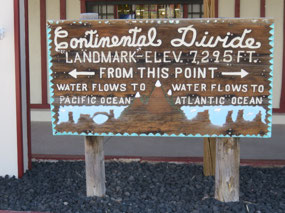 Continental Divide
"LANDMARK"-ELEV. 7,295 FT.
← FROM THIS POINT →
WATER FLOWS TO
PACIFIC OCEAN
WATER FLOWS TO
ATLANTIC "OCEAN"